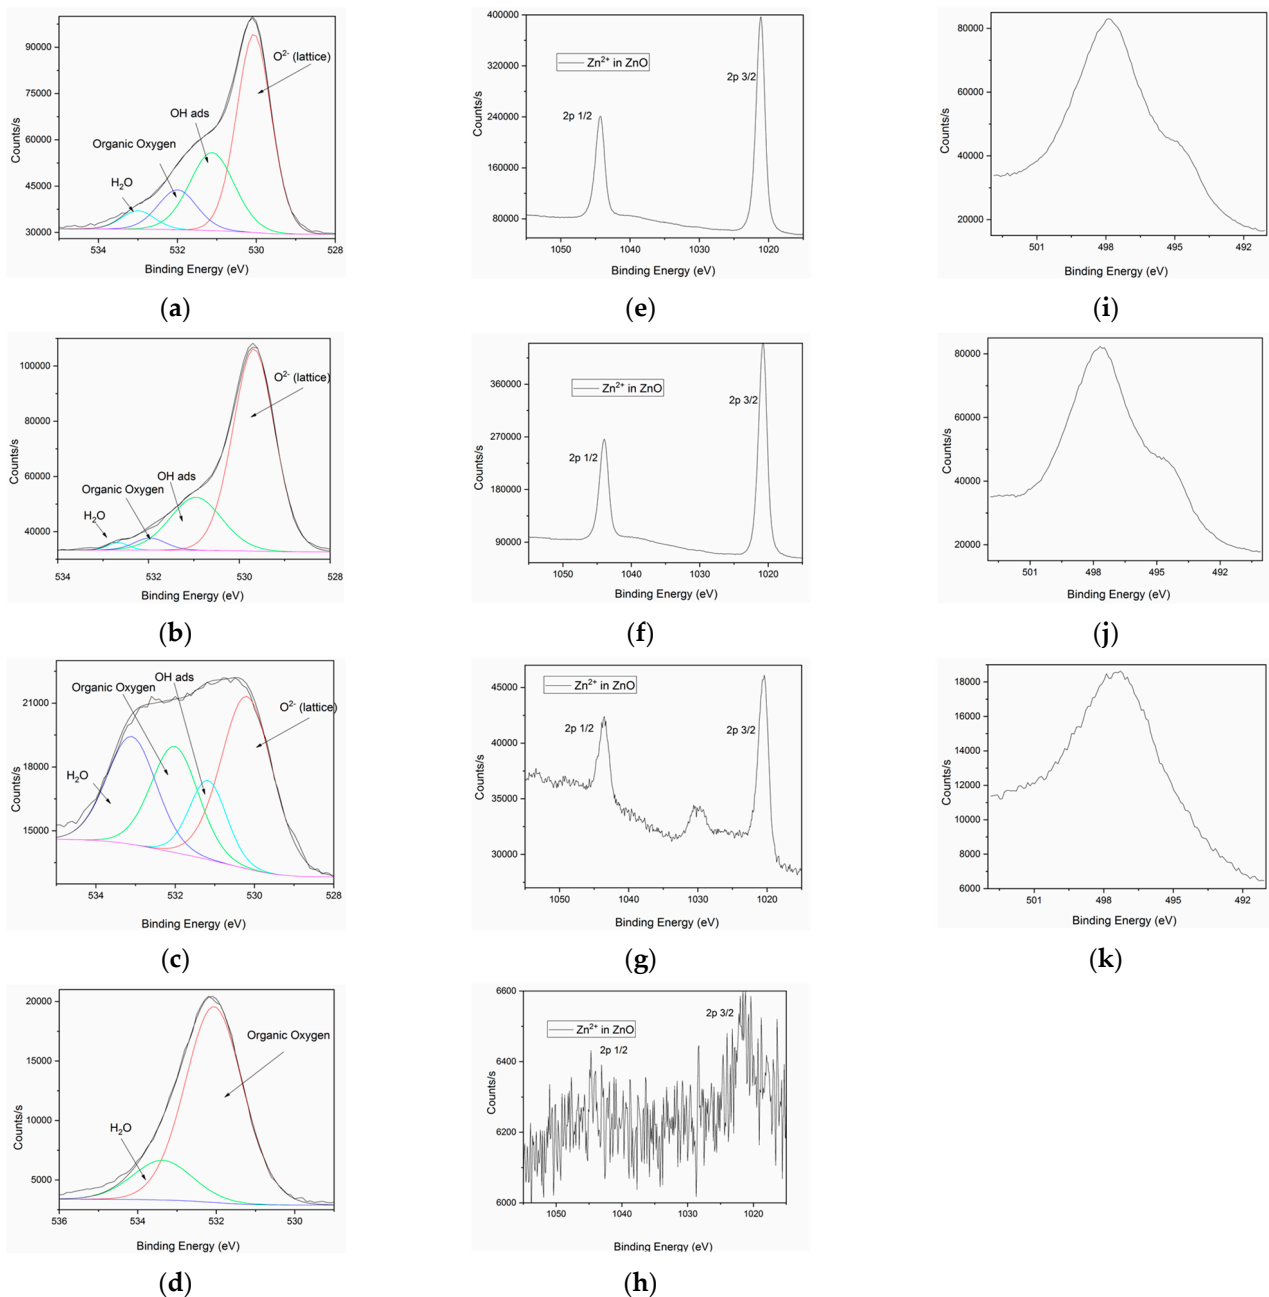 Counts/s
90000
75000
60000
45000
30000
O²⁻ (lattice)
OH ads
Organic Oxygen
H₂O
534 532 530 528
Binding Energy (eV)
(a)
Counts/s
400000
320000
240000
160000
80000
Zn²⁺ in ZnO
2p 3/2
2p 1/2
1050 1040 1030 1020
Binding Energy (eV)
(e)
Counts/s
80000
60000
40000
20000
501 498 495 492
Binding Energy (eV)
(i)
Counts/s
100000
80000
60000
40000
O²⁻ (lattice)
OH ads
Organic Oxygen
H₂O
534 532 530 528
Binding Energy (eV)
(b)
Counts/s
360000
270000
180000
90000
Zn²⁺ in ZnO
2p 3/2
2p 1/2
1050 1040 1030 1020
Binding Energy (eV)
(f)
Counts/s
80000
60000
40000
20000
501 498 495 492
Binding Energy (eV)
(j)
Counts/s
21000
18000
15000
OH ads
Organic Oxygen
O²⁻ (lattice)
H₂O
534 532 530 528
Binding Energy (eV)
(c)
Counts/s
45000
40000
35000
30000
Zn²⁺ in ZnO
2p 1/2
2p 3/2
1050 1040 1030 1020
Binding Energy (eV)
(g)
Counts/s
18000
16000
14000
12000
10000
8000
6000
501 498 495 492
Binding Energy (eV)
(k)
Counts/s
20000
15000
10000
5000
Organic Oxygen
H₂O
536 534 532 530
Binding Energy (eV)
(d)
Counts/s
6600
6400
6200
6000
Zn²⁺ in ZnO
2p 3/2
2p 1/2
1050 1040 1030 1020
Binding Energy (eV)
(h)